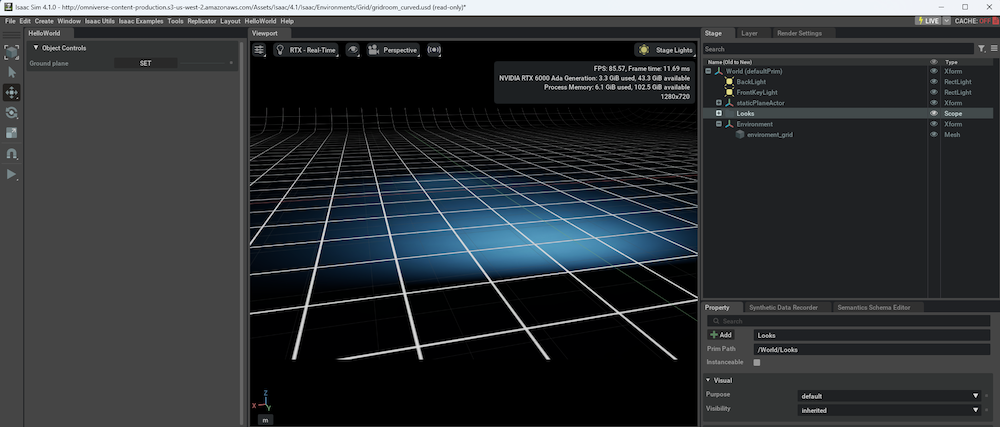 Isaac Sim 4.1.0 - http://omniverse-content-production.s3-us-west-2.amazonaws.com/Assets/Isaac/4.1/Isaac/Environments/Grid/gridroom_curved.usd (read-only)*
File Edit Create Window Isaac Utils Isaac Examples Tools Replicator Layout HelloWorld Help
LIVE CACHE: OFF
HelloWorld
Object Controls
Ground plane SET
Viewport
RTX - Real-Time Perspective Stage Lights
FPS: 85.57, Frame time: 11.69 ms
NVIDIA RTX 6000 Ada Generation: 3.3 GiB used, 43.3 GiB available
Process Memory: 6.1 GiB used, 102.5 GiB available
1280x720
Z
X Y
m
Stage Layer Render Settings
Search
Name (Old to New) Type
World (defaultPrim) Xform
BackLight RectLight
FrontKeyLight RectLight
staticPlaneActor Xform
Looks Scope
Environment Xform
enviroment_grid Mesh
Property Synthetic Data Recorder Semantics Schema Editor
Search
Add Looks
Prim Path /World/Looks
Instanceable
Visual
Purpose default
Visibility inherited